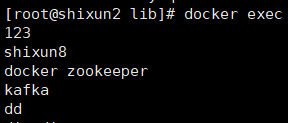 [root@shixun2 lib]# docker exec
123
shixun8
docker zookeeper
kafka
dd